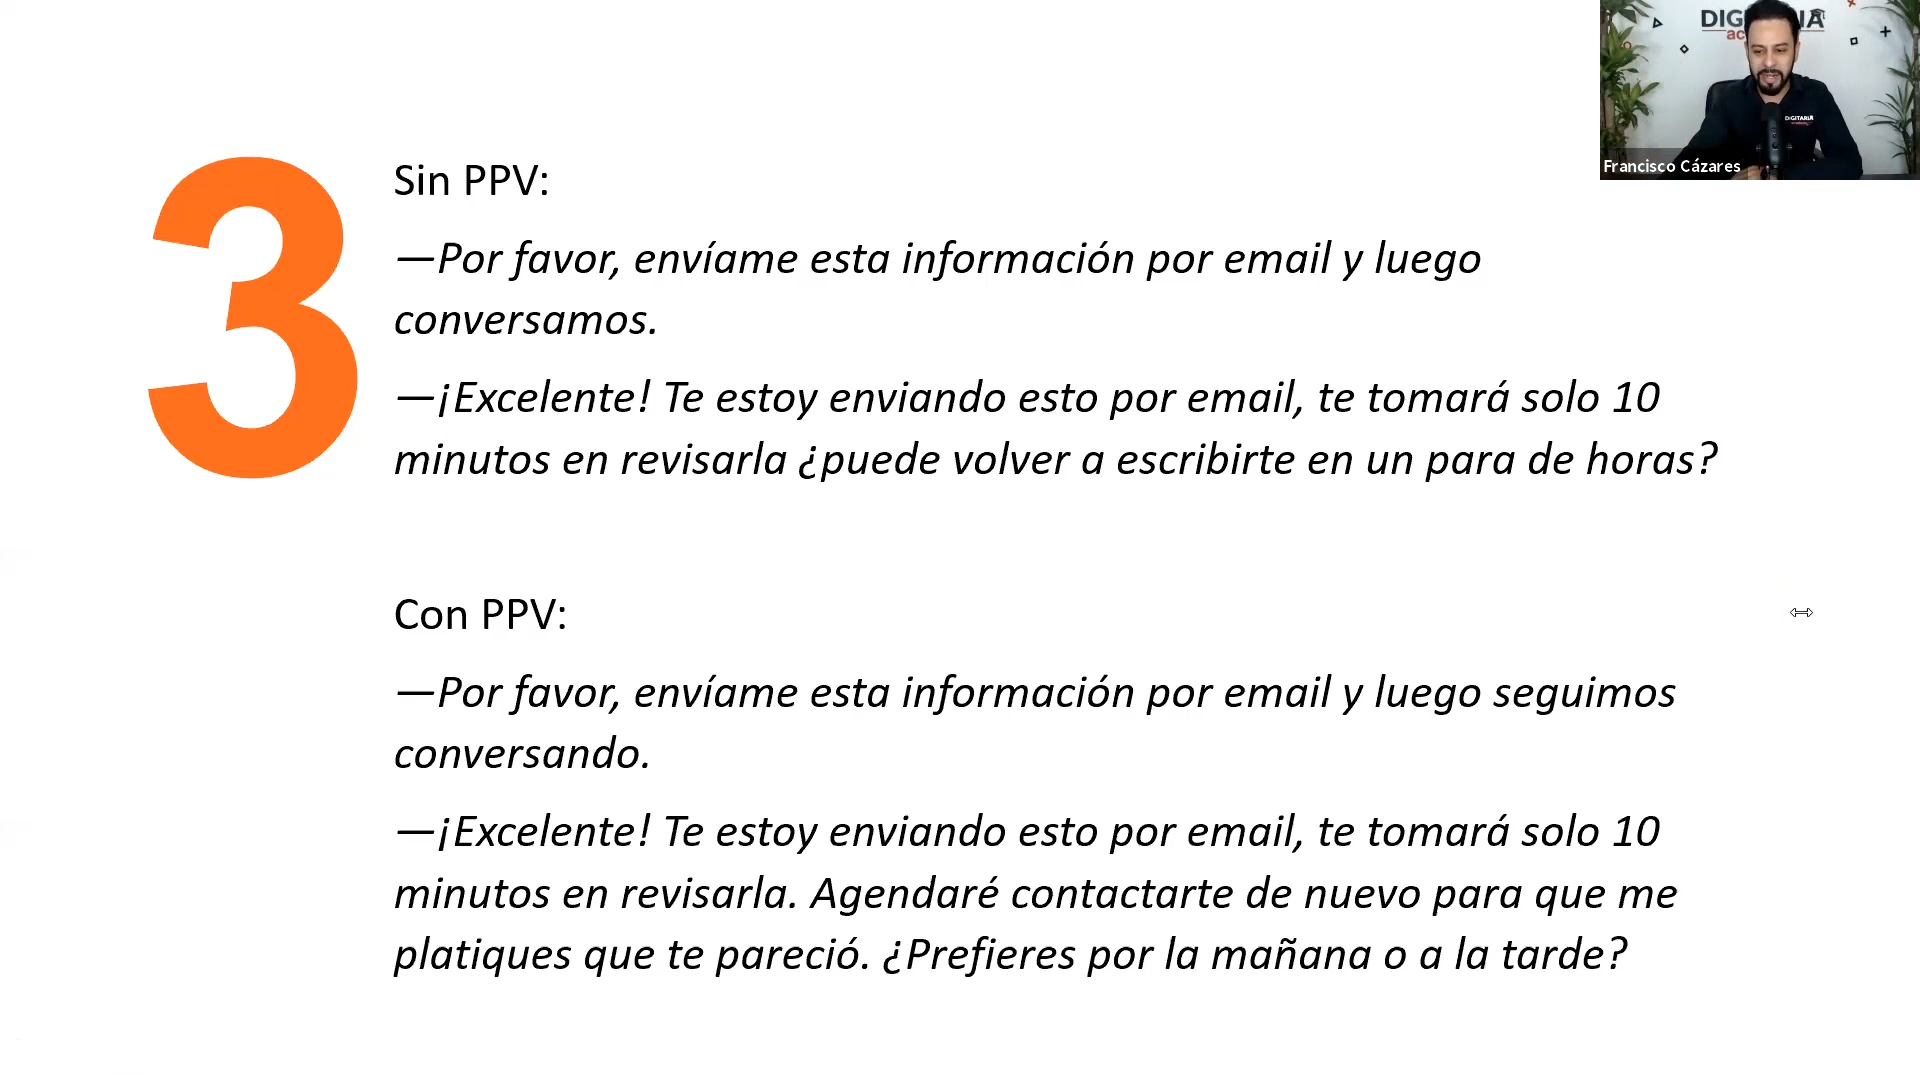 3
Sin PPV:
—Por favor, envíame esta información por email y luego
conversamos.
—¡Excelente! Te estoy enviando esto por email, te tomará solo 10
minutos en revisarla ¿puede volver a escribirte en un para de horas?
Con PPV:
—Por favor, envíame esta información por email y luego seguimos
conversando.
—¡Excelente! Te estoy enviando esto por email, te tomará solo 10
minutos en revisarla. Agendaré contactarte de nuevo para que me
platiques que te pareció. ¿Prefieres por la mañana o a la tarde?
DIGITARIA
Francisco Cázares